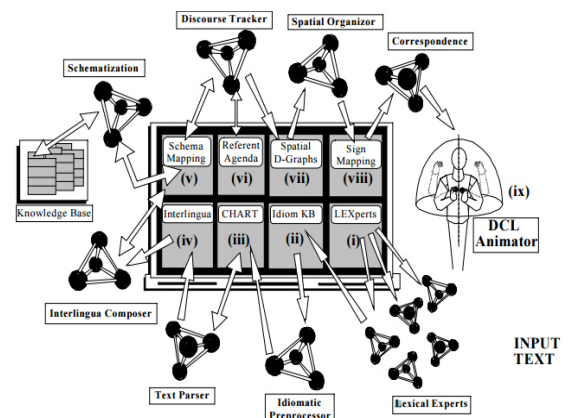 Discourse Tracker
Spatial Organizor
Correspondence
Schematization
Schema
Mapping
(v)
Referent
Agenda
(vi)
Spatial
D-Graphs
(vii)
Sign
Mapping
(viii)
(ix)
Knowledge Base
DCL
Animator
Interlingua
(iv)
CHART
(iii)
Idiom KB
(ii)
LEXperts
(i)
Interlingua Composer
Text Parser
Idiomatic
Preprocessor
Lexical Experts
INPUT
TEXT